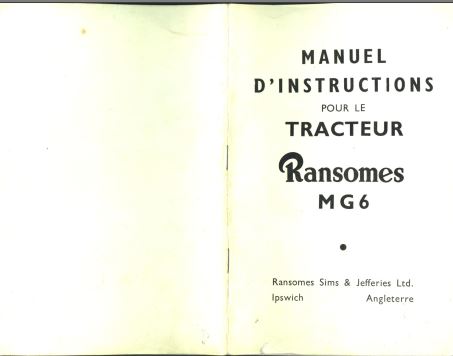 MANUEL
D'INSTRUCTIONS
POUR LE
TRACTEUR
Ransomes
MG6
Ransomes Sims & Jefferies Ltd.
Ipswich Angleterre